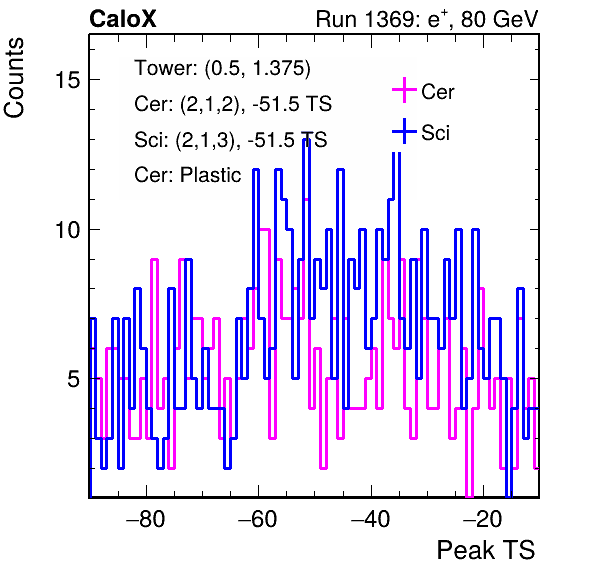 CaloX Run 1369: e⁺, 80 GeV
Counts
Tower: (0.5, 1.375)
Cer: (2,1,2), -51.5 TS
Sci: (2,1,3), -51.5 TS
Cer: Plastic
Cer
Sci
15
10
5
−80 −60 −40 −20
Peak TS